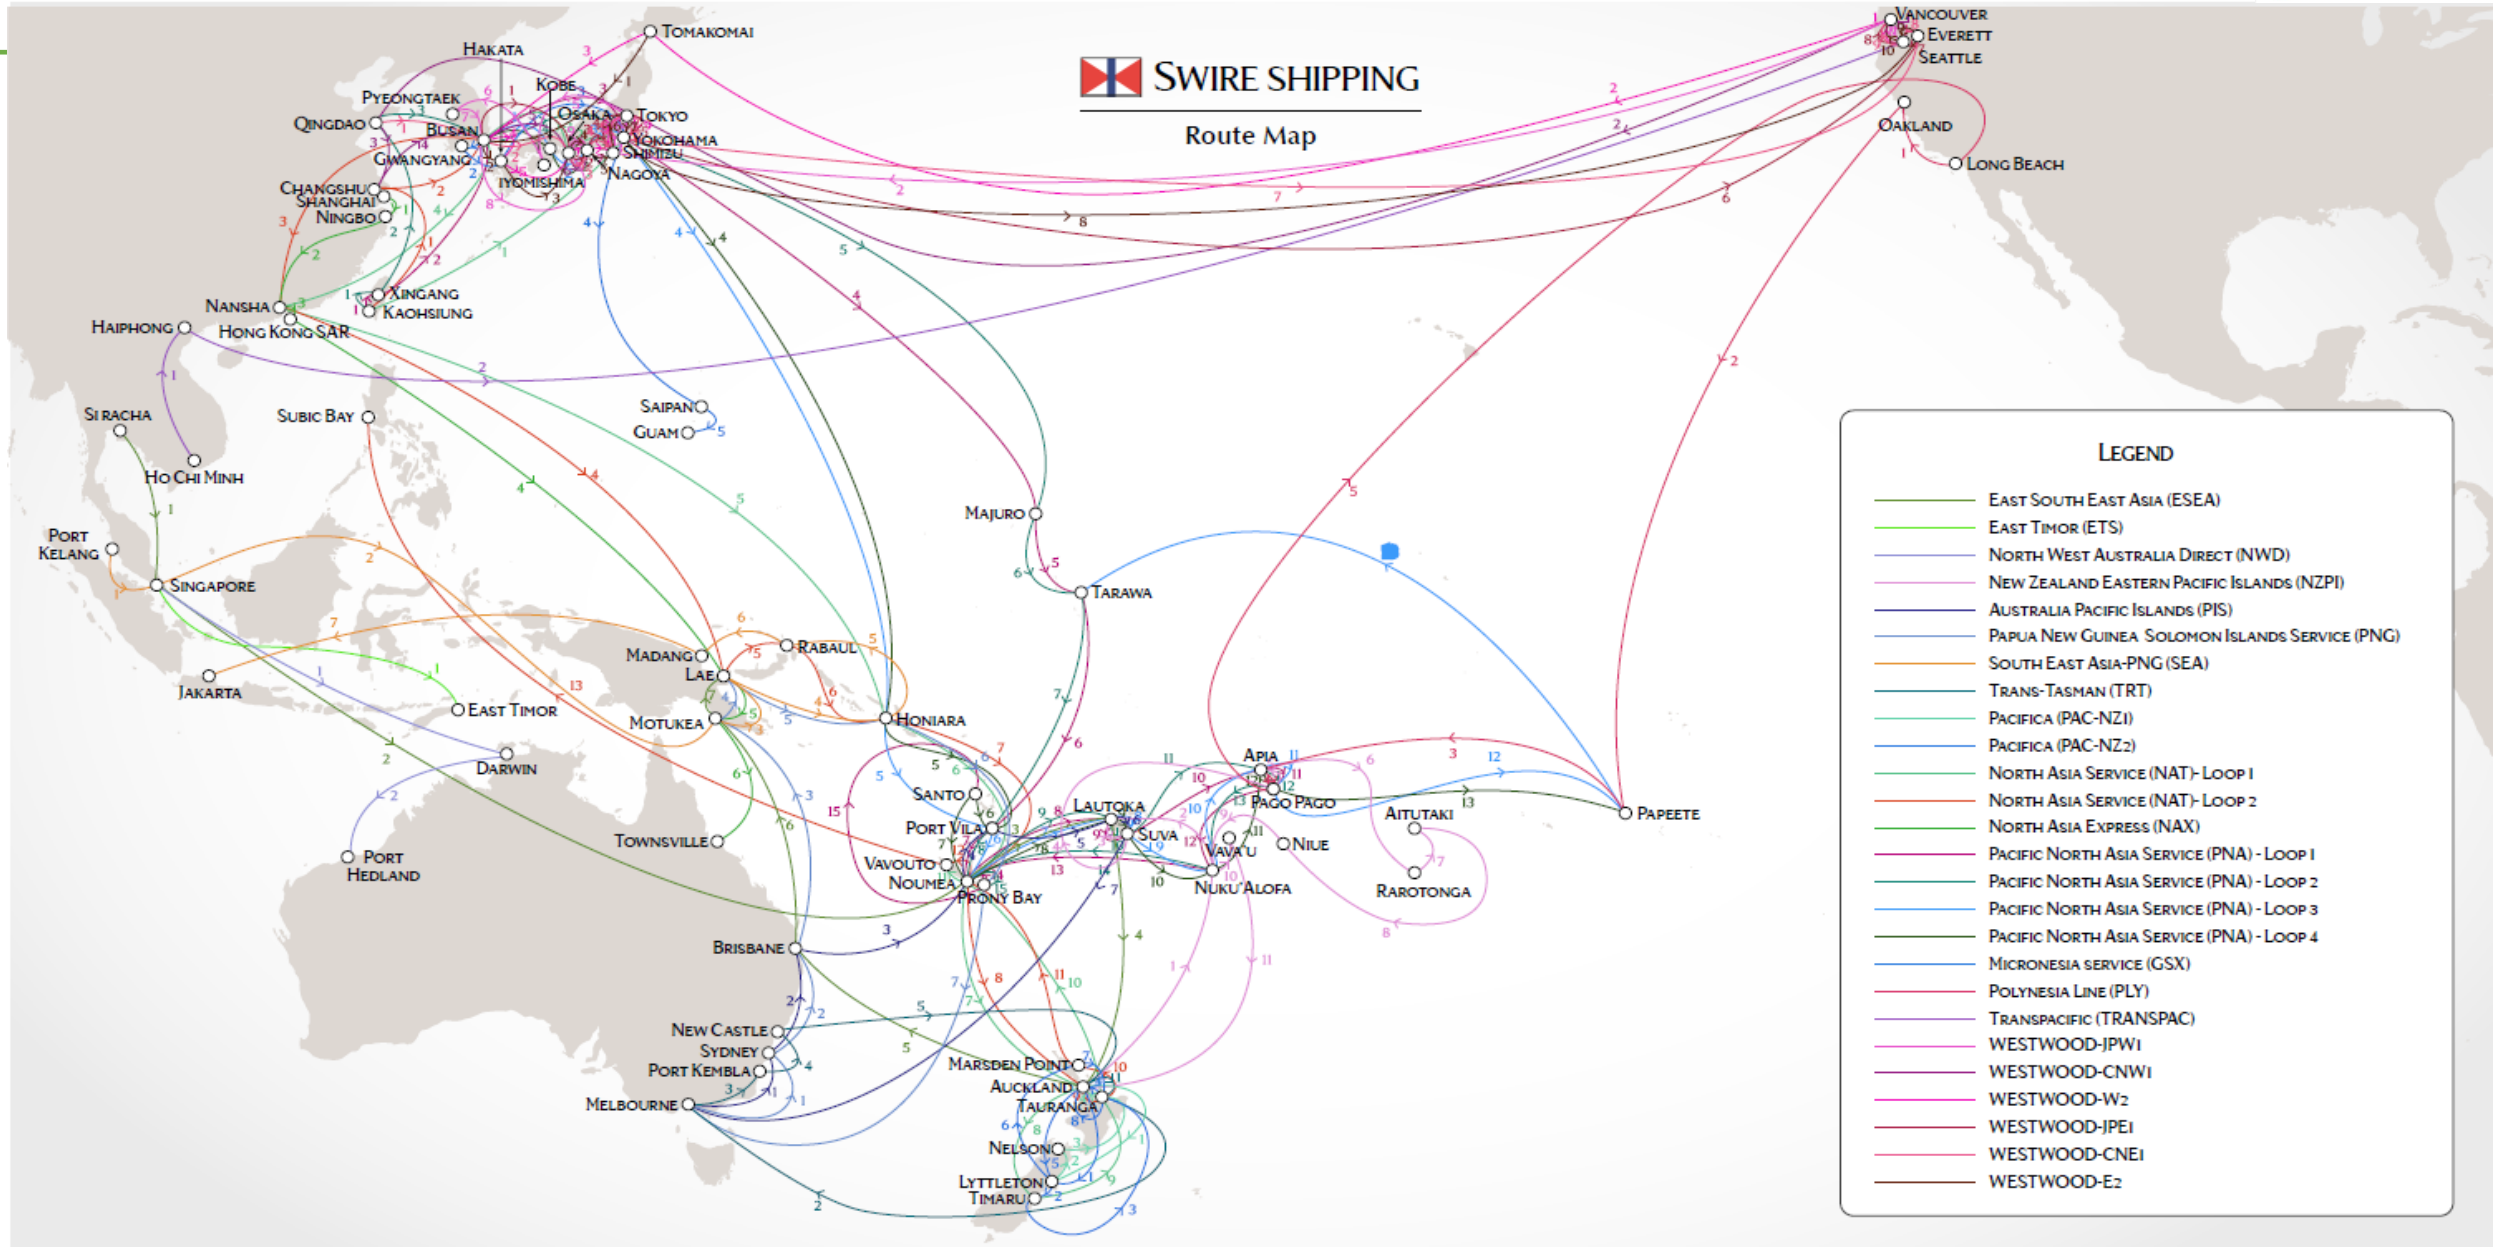 SWIRE SHIPPING
Route Map
TOMAKOMAI
HAKATA
KOBE
PYEONGTAEK
OSAKA
TOKYO
QINGDAO
BUSAN
YOKOHAMA
SHIMIZU
GWANGYANG
NAGOYA
IYOMISHIMA
CHANGSHU
SHANGHAI
NINGBO
XINGANG
KAOHSIUNG
NANSHA
HONG KONG SAR
HAIPHONG
SI RACHA
SUBIC BAY
HO CHI MINH
PORT
KELANG
SINGAPORE
JAKARTA
EAST TIMOR
DARWIN
PORT
HEDLAND
SAIPAN
GUAM
VANCOUVER
EVERETT
SEATTLE
OAKLAND
LONG BEACH
MAJURO
TARAWA
MADANG
RABAUL
LAE
MOTUKEA
HONIARA
TOWNSVILLE
SANTO
PORT VILA
VAVOUTO
NOUMEA
PRONY BAY
LAUTOKA
SUVA
APIA
PAGO PAGO
VAVA'U
NIUE
NUKU'ALOFA
AITUTAKI
RAROTONGA
PAPEETE
BRISBANE
NEW CASTLE
SYDNEY
PORT KEMBLA
MELBOURNE
MARSDEN POINT
AUCKLAND
TAURANGA
NELSON
LYTTLETON
TIMARU
LEGEND
EAST SOUTH EAST ASIA (ESEA)
EAST TIMOR (ETS)
NORTH WEST AUSTRALIA DIRECT (NWD)
NEW ZEALAND EASTERN PACIFIC ISLANDS (NZPI)
AUSTRALIA PACIFIC ISLANDS (PIS)
PAPUA NEW GUINEA SOLOMON ISLANDS SERVICE (PNG)
SOUTH EAST ASIA-PNG (SEA)
TRANS-TASMAN (TRT)
PACIFICA (PAC-NZ1)
PACIFICA (PAC-NZ2)
NORTH ASIA SERVICE (NAT)- LOOP 1
NORTH ASIA SERVICE (NAT)- LOOP 2
NORTH ASIA EXPRESS (NAX)
PACIFIC NORTH ASIA SERVICE (PNA) - LOOP 1
PACIFIC NORTH ASIA SERVICE (PNA) - LOOP 2
PACIFIC NORTH ASIA SERVICE (PNA) - LOOP 3
PACIFIC NORTH ASIA SERVICE (PNA) - LOOP 4
MICRONESIA SERVICE (GSX)
POLYNESIA LINE (PLY)
TRANSPACIFIC (TRANSPAC)
WESTWOOD-JPW1
WESTWOOD-CNW1
WESTWOOD-W2
WESTWOOD-JPE1
WESTWOOD-CNE1
WESTWOOD-E2